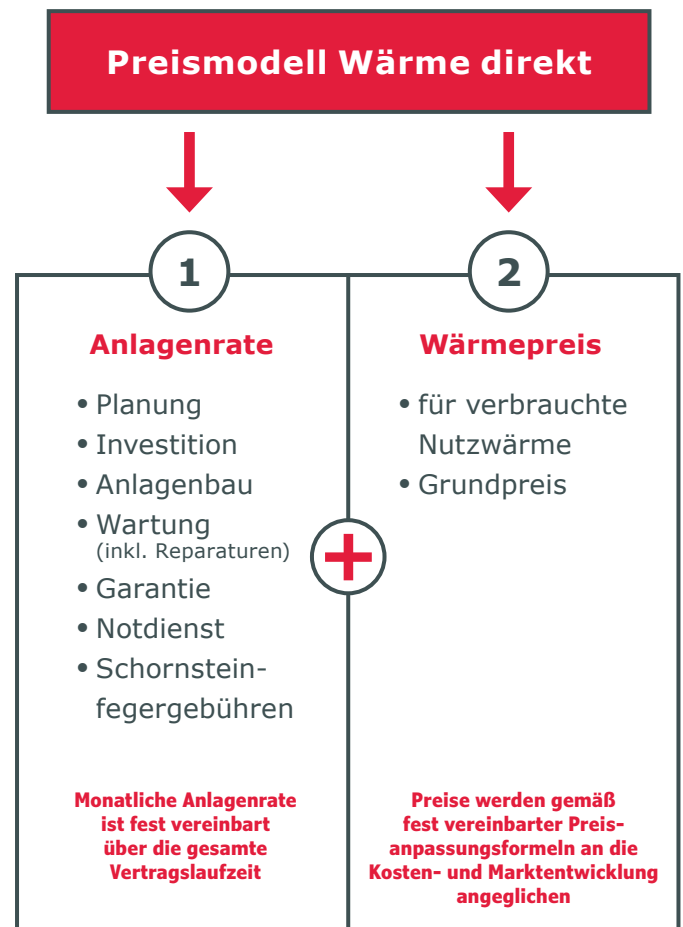 Preismodell Wärme direkt
1
Anlagenrate
• Planung
• Investition
• Anlagenbau
• Wartung
(inkl. Reparaturen)
• Garantie
• Notdienst
• Schornstein-
fegergebühren
Monatliche Anlagenrate
ist fest vereinbart
über die gesamte
Vertragslaufzeit
+
2
Wärmepreis
• für verbrauchte
Nutzwärme
• Grundpreis
Preise werden gemäß
fest vereinbarter Preis-
anpassungsformeln an die
Kosten- und Marktentwicklung
angeglichen